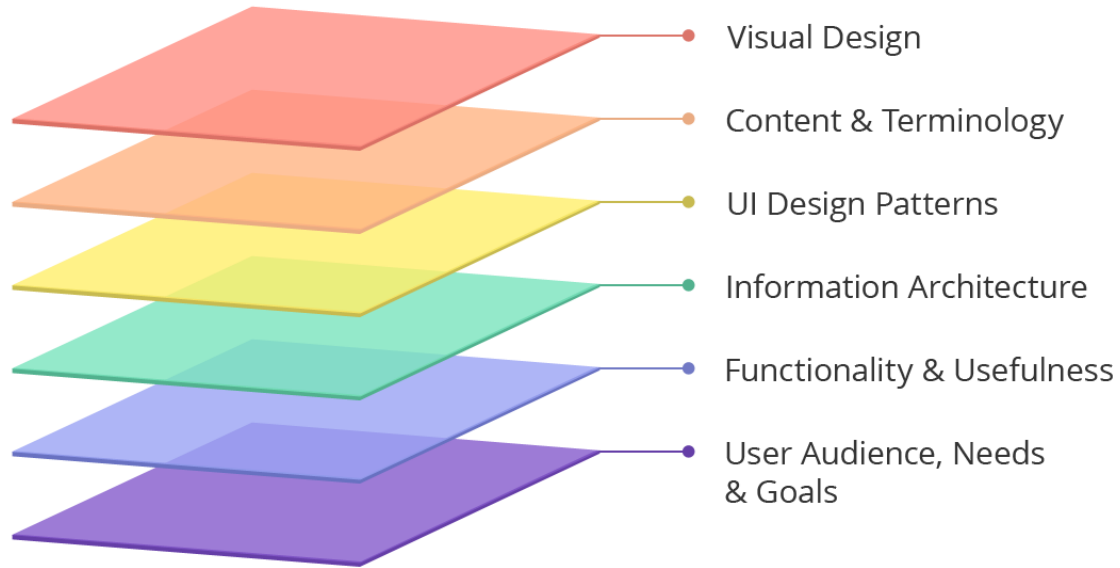 Visual Design
Content & Terminology
UI Design Patterns
Information Architecture
Functionality & Usefulness
User Audience, Needs
& Goals